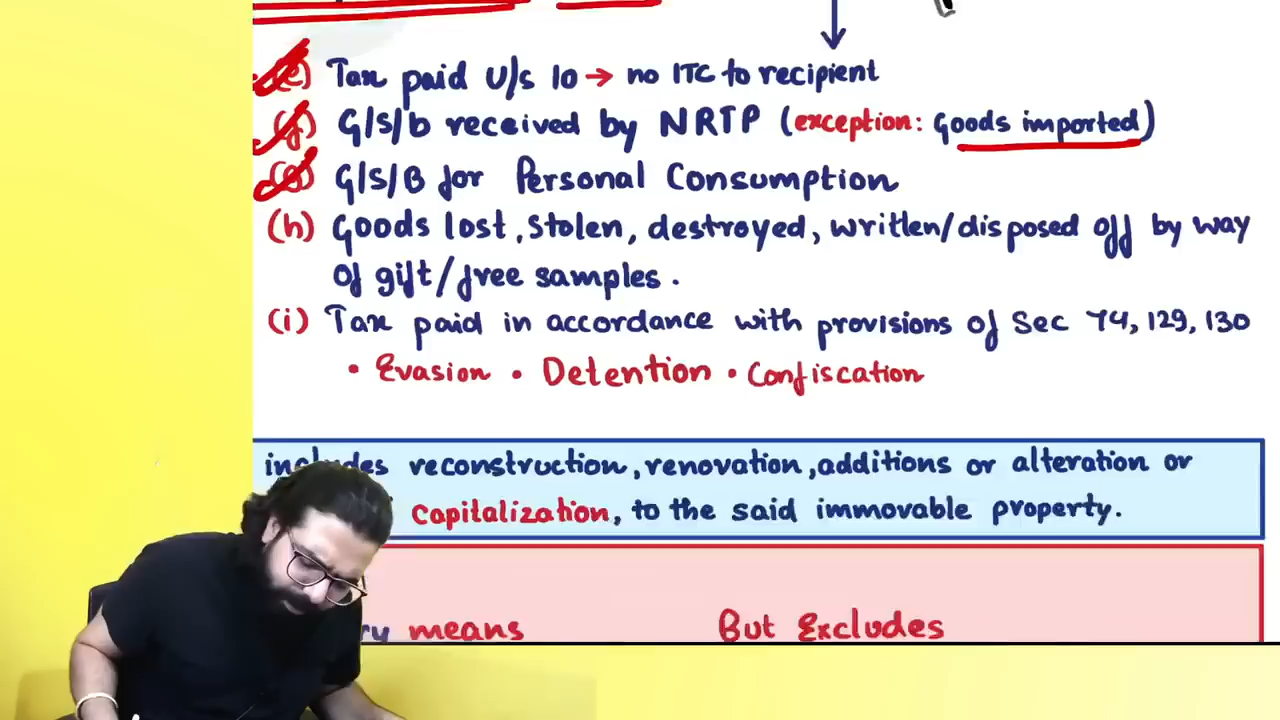 (e) Tax paid U/s 10 → no ITC to recipient
(f) G/S/b received by NRTP (exception: Goods imported)
(g) G/S/B for Personal Consumption
(h) Goods lost, stolen, destroyed, written/disposed off by way
of gift/free samples.
(i) Tax paid in accordance with provisions of Sec 74, 129, 130
• Evasion • Detention • Confiscation
includes reconstruction, renovation, additions or alteration or
capitalization, to the said immovable property.
means But Excludes